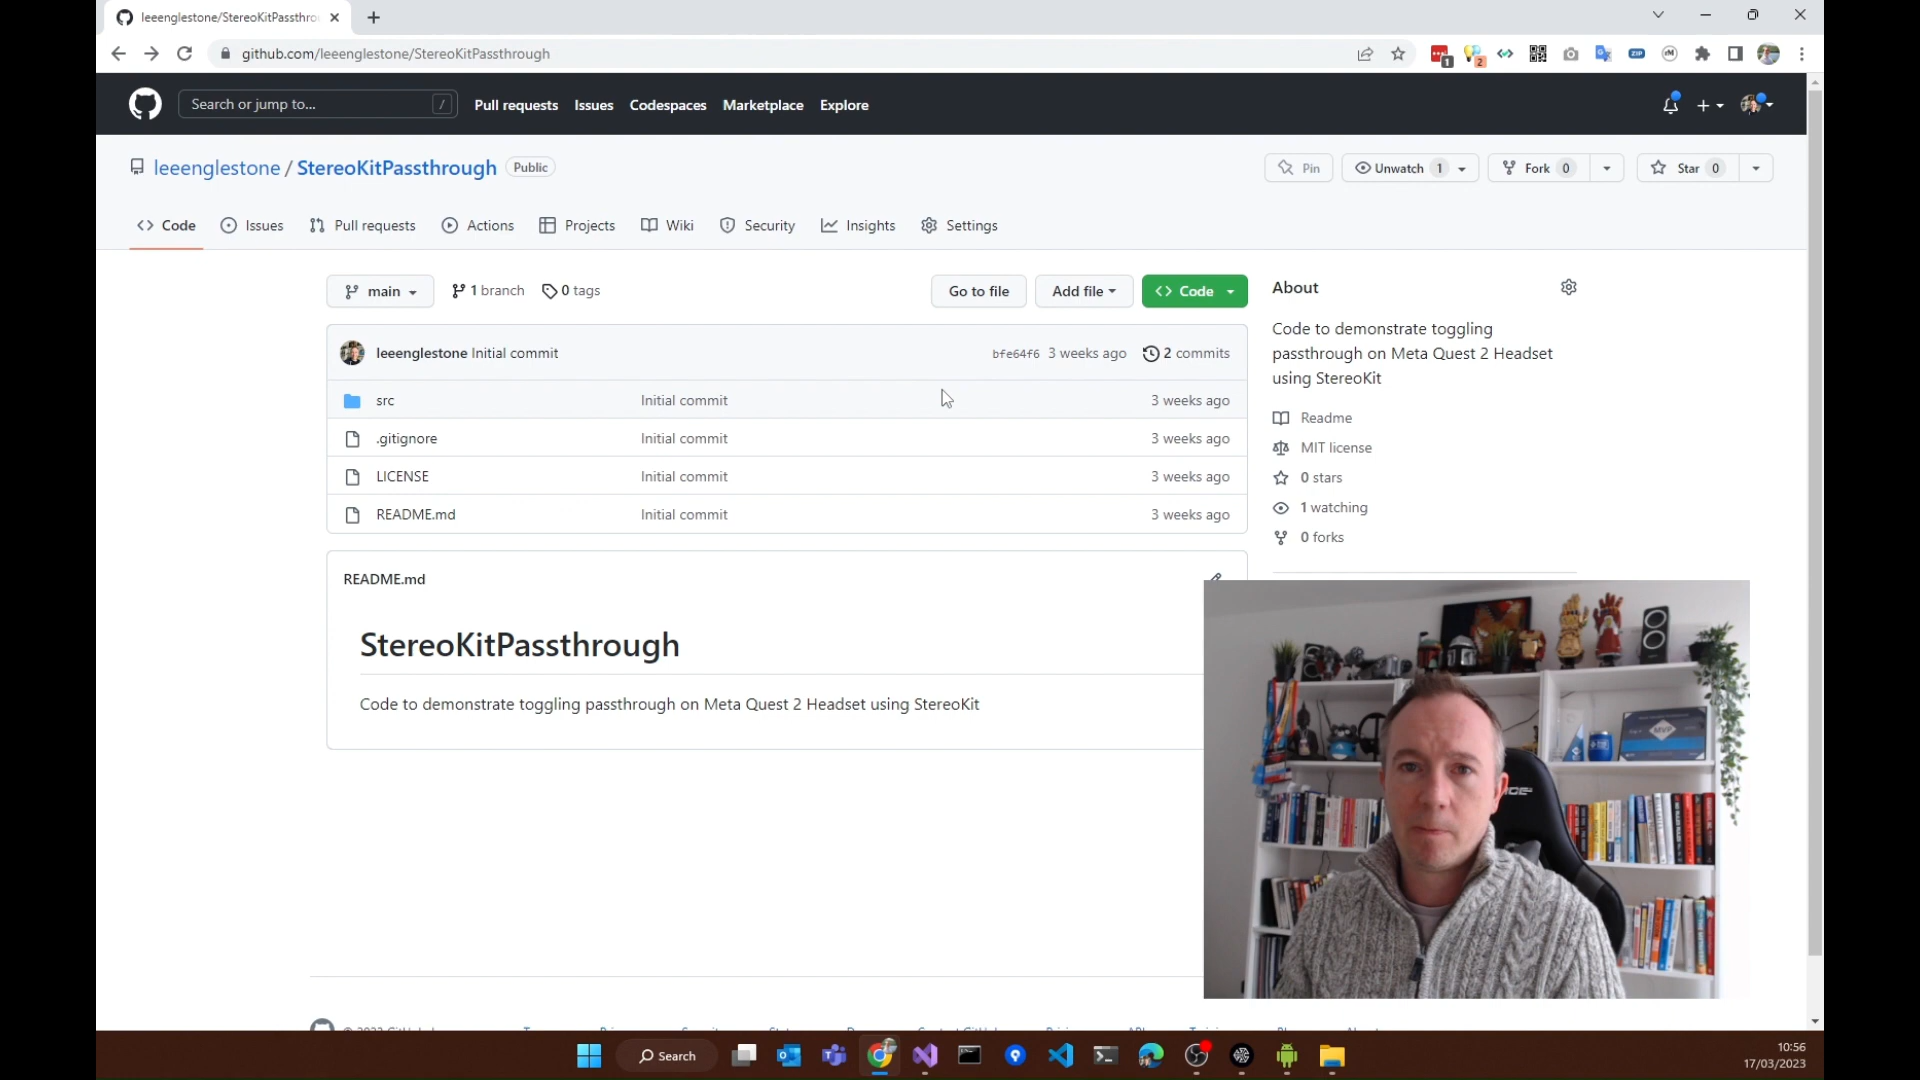 leeenglestone/StereoKitPassthro
github.com/leeenglestone/StereoKitPassthrough
1
2
ZIP
Search or jump to...
/
Pull requests
Issues
Codespaces
Marketplace
Explore
leeenglestone / StereoKitPassthrough
Public
Pin
Unwatch 1
Fork 0
Star 0
Code
Issues
Pull requests
Actions
Projects
Wiki
Security
Insights
Settings
main
1 branch
0 tags
Go to file
Add file
Code
About
Code to demonstrate toggling
passthrough on Meta Quest 2 Headset
using StereoKit
leeenglestone Initial commit
bfe64f6 3 weeks ago
2 commits
src
Initial commit
3 weeks ago
.gitignore
Initial commit
3 weeks ago
LICENSE
Initial commit
3 weeks ago
README.md
Initial commit
3 weeks ago
Readme
MIT license
0 stars
1 watching
0 forks
README.md
StereoKitPassthrough
Code to demonstrate toggling passthrough on Meta Quest 2 Headset using StereoKit
MVP
Search
10:56
17/03/2023